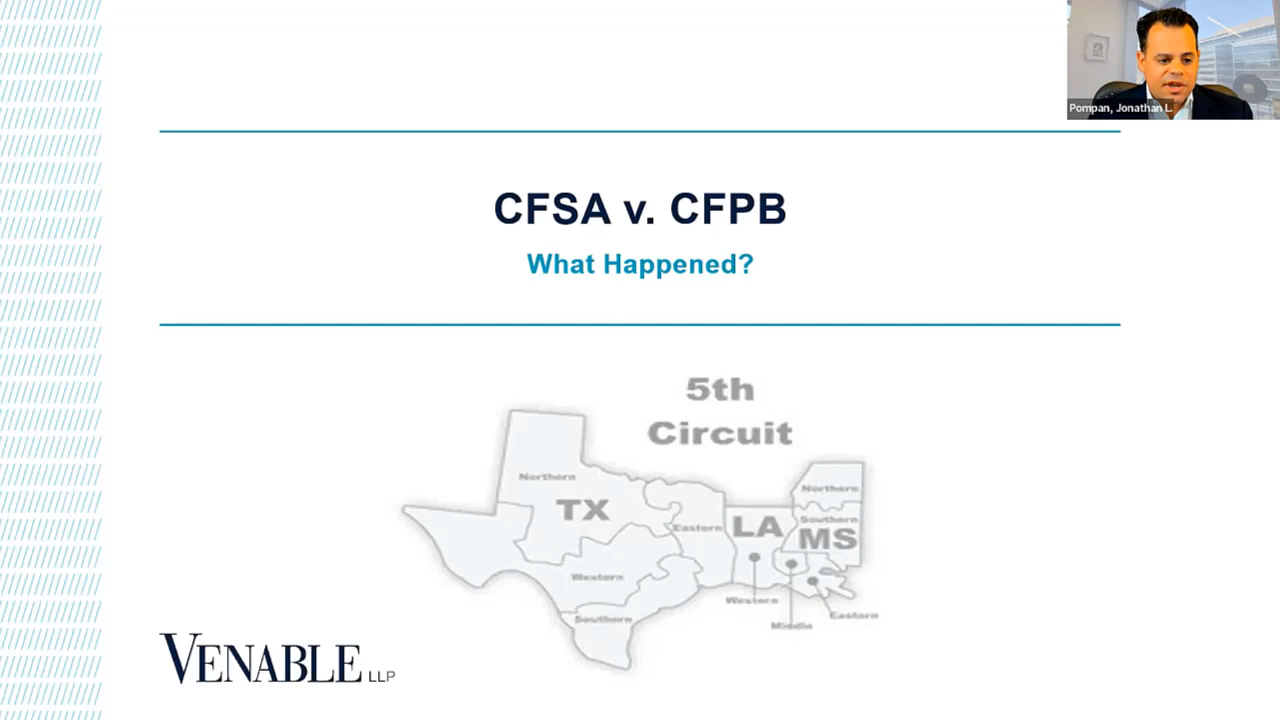 Pompan, Jonathan L.
CFSA v. CFPB
What Happened?
5th
Circuit
Northern
TX
Eastern
Western
Southern
LA
Western
Middle
Eastern
Northern
Southern
MS
VENABLE LLP